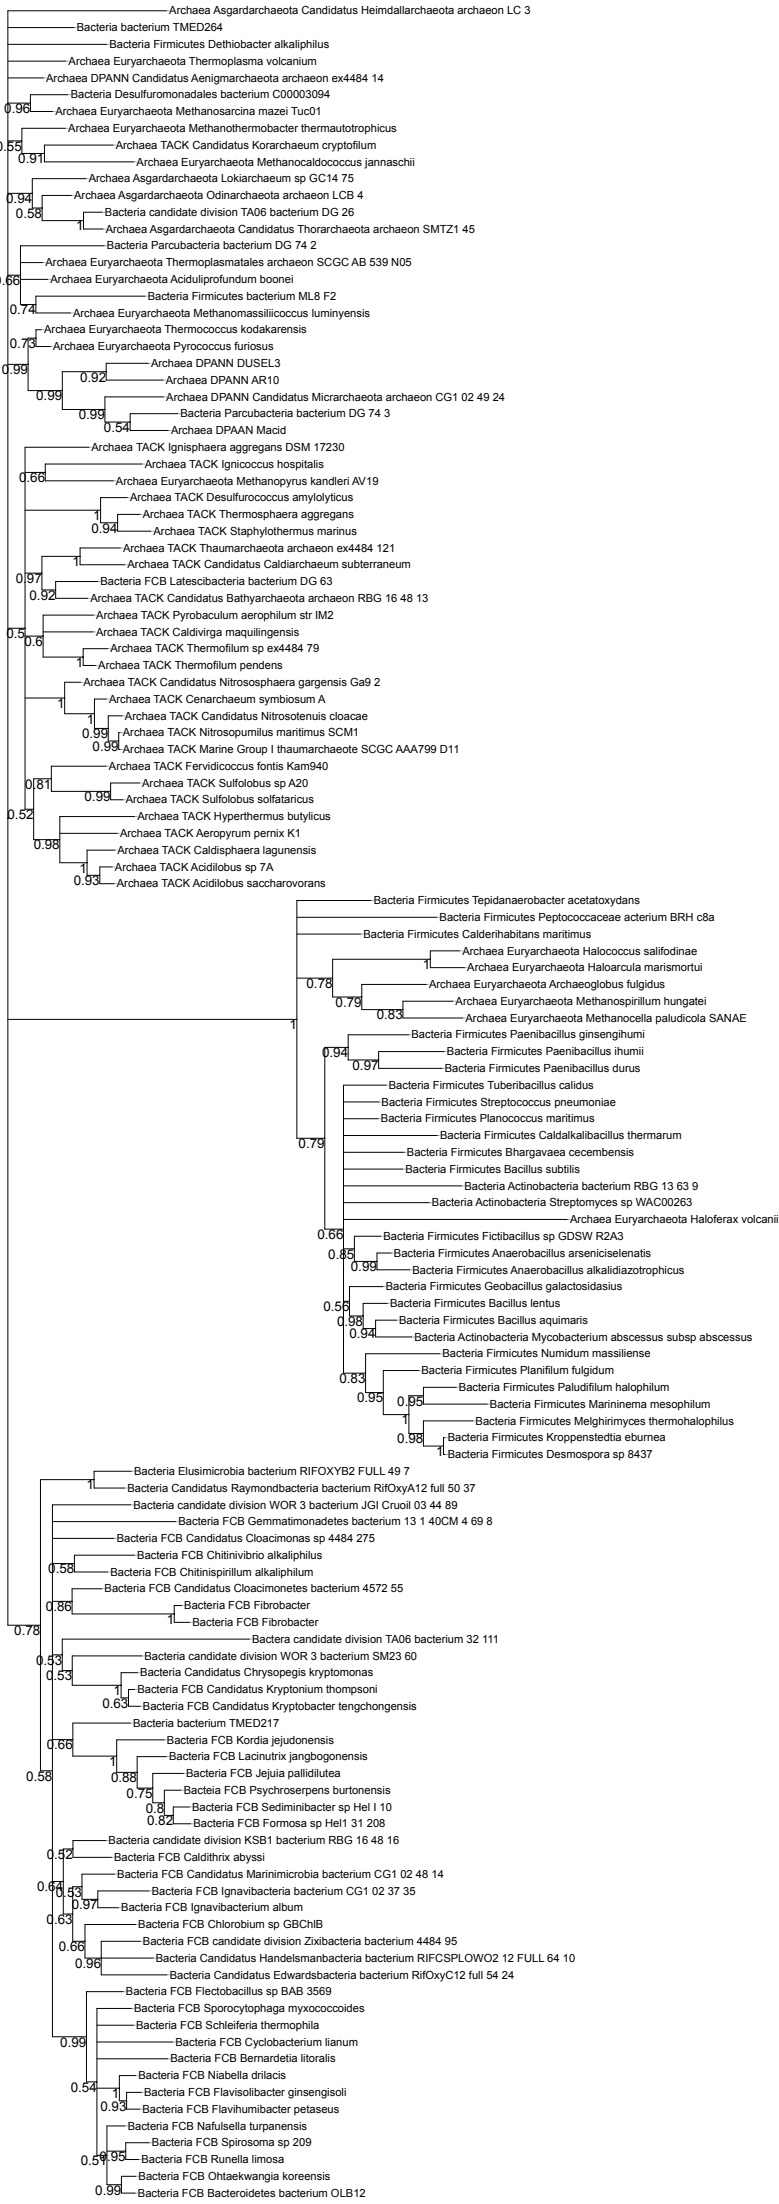 Archaea Asgardarchaeota Candidatus Heimdallarchaeota archaeon LC 3
Bacteria bacterium TMED264
Bacteria Firmicutes Dethiobacter alkaliphilus
Archaea Euryarchaeota Thermoplasma volcanium
Archaea DPANN Candidatus Aenigmarchaeota archaeon ex4484 14
Bacteria Desulfuromonadales bacterium C00003094
0.96
Archaea Euryarchaeota Methanosarcina mazei Tuc01
Archaea Euryarchaeota Methanothermobacter thermautotrophicus
0.55
Archaea TACK Candidatus Korarchaeum cryptofilum
0.91
Archaea Euryarchaeota Methanocaldococcus jannaschii
Archaea Asgardarchaeota Lokiarchaeum sp GC14 75
0.94
Archaea Asgardarchaeota Odinarchaeota archaeon LCB 4
0.58
Bacteria candidate division TA06 bacterium DG 26
1
Archaea Asgardarchaeota Candidatus Thorarchaeota archaeon SMTZ1 45
Bacteria Parcubacteria bacterium DG 74 2
Archaea Euryarchaeota Thermoplasmatales archaeon SCGC AB 539 N05
0.66
Archaea Euryarchaeota Aciduliprofundum boonei
Bacteria Firmicutes bacterium ML8 F2
0.74
Archaea Euryarchaeota Methanomassiliicoccus luminyensis
Archaea Euryarchaeota Thermococcus kodakarensis
0.73
Archaea Euryarchaeota Pyrococcus furiosus
0.99
Archaea DPANN DUSEL3
0.92
Archaea DPANN AR10
0.99
Archaea DPANN Candidatus Micrarchaeota archaeon CG1 02 49 24
0.99
Bacteria Parcubacteria bacterium DG 74 3
0.54
Archaea DPAAN Macid
Archaea TACK Ignisphaera aggregans DSM 17230
Archaea TACK Ignicoccus hospitalis
0.66
Archaea Euryarchaeota Methanopyrus kandleri AV19
Archaea TACK Desulfurococcus amylolyticus
1
Archaea TACK Thermosphaera aggregans
0.94
Archaea TACK Staphylothermus marinus
Archaea TACK Thaumarchaeota archaeon ex4484 121
1
Archaea TACK Candidatus Caldiarchaeum subterraneum
0.97
Bacteria FCB Latescibacteria bacterium DG 63
0.92
Archaea TACK Candidatus Bathyarchaeota archaeon RBG 16 48 13
Archaea TACK Pyrobaculum aerophilum str IM2
0.5
Archaea TACK Caldivirga maquilingensis
0.6
Archaea TACK Thermofilum sp ex4484 79
1
Archaea TACK Thermofilum pendens
Archaea TACK Candidatus Nitrososphaera gargensis Ga9 2
1
Archaea TACK Cenarchaeum symbiosum A
1
Archaea TACK Candidatus Nitrosotenuis cloacae
0.99
Archaea TACK Nitrosopumilus maritimus SCM1
0.99
Archaea TACK Marine Group I thaumarchaeote SCGC AAA799 D11
Archaea TACK Fervidicoccus fontis Kam940
0.81
Archaea TACK Sulfolobus sp A20
0.99
Archaea TACK Sulfolobus solfataricus
0.52
Archaea TACK Hyperthermus butylicus
Archaea TACK Aeropyrum pernix K1
0.98
Archaea TACK Caldisphaera lagunensis
1
Archaea TACK Acidilobus sp 7A
0.93
Archaea TACK Acidilobus saccharovorans
Bacteria Firmicutes Tepidanaerobacter acetatoxydans
Bacteria Firmicutes Peptococcaceae acterium BRH c8a
Bacteria Firmicutes Calderihabitans maritimus
Archaea Euryarchaeota Halococcus salifodinae
1
Archaea Euryarchaeota Haloarcula marismortui
0.78
Archaea Euryarchaeota Archaeoglobus fulgidus
0.79
Archaea Euryarchaeota Methanospirillum hungatei
0.83
Archaea Euryarchaeota Methanocella paludicola SANAE
1
Bacteria Firmicutes Paenibacillus ginsengihumi
0.94
Bacteria Firmicutes Paenibacillus ihumii
0.97
Bacteria Firmicutes Paenibacillus durus
Bacteria Firmicutes Tuberibacillus calidus
Bacteria Firmicutes Streptococcus pneumoniae
Bacteria Firmicutes Planococcus maritimus
Bacteria Firmicutes Caldalkalibacillus thermarum
0.79
Bacteria Firmicutes Bhargavaea cecembensis
Bacteria Firmicutes Bacillus subtilis
Bacteria Actinobacteria bacterium RBG 13 63 9
Bacteria Actinobacteria Streptomyces sp WAC00263
Archaea Euryarchaeota Haloferax volcanii
0.66
Bacteria Firmicutes Fictibacillus sp GDSW R2A3
0.85
Bacteria Firmicutes Anaerobacillus arseniciselenatis
0.99
Bacteria Firmicutes Anaerobacillus alkalidiazotrophicus
Bacteria Firmicutes Geobacillus galactosidasius
0.56
Bacteria Firmicutes Bacillus lentus
0.98
Bacteria Firmicutes Bacillus aquimaris
0.94
Bacteria Actinobacteria Mycobacterium abscessus subsp abscessus
Bacteria Firmicutes Numidum massiliense
0.83
Bacteria Firmicutes Planifilum fulgidum
0.95
Bacteria Firmicutes Paludifilum halophilum
0.95
Bacteria Firmicutes Marininema mesophilum
1
Bacteria Firmicutes Melghirimyces thermohalophilus
0.98
Bacteria Firmicutes Kroppenstedtia eburnea
1
Bacteria Firmicutes Desmospora sp 8437
Bacteria Elusimicrobia bacterium RIFOXYB2 FULL 49 7
1
Bacteria Candidatus Raymondbacteria bacterium RifOxyA12 full 50 37
Bacteria candidate division WOR 3 bacterium JGI Cruoil 03 44 89
Bacteria FCB Gemmatimonadetes bacterium 13 1 40CM 4 69 8
Bacteria FCB Candidatus Cloacimonas sp 4484 275
Bacteria FCB Chitinivibrio alkaliphilus
0.58
Bacteria FCB Chitinispirillum alkaliphilum
Bacteria FCB Candidatus Cloacimonetes bacterium 4572 55
0.86
Bacteria FCB Fibrobacter
1
Bacteria FCB Fibrobacter
0.78
Bactera candidate division TA06 bacterium 32 111
0.53
Bacteria candidate division WOR 3 bacterium SM23 60
0.53
Bacteria Candidatus Chrysopegis kryptomonas
1
Bacteria FCB Candidatus Kryptonium thompsoni
0.63
Bacteria FCB Candidatus Kryptobacter tengchongensis
Bacteria bacterium TMED217
0.66
Bacteria FCB Kordia jejudonensis
1
Bacteria FCB Lacinutrix jangbogonensis
0.58
0.88
Bacteria FCB Jejuia pallidilutea
0.75
Bacteia FCB Psychroserpens burtonensis
0.8
Bacteria FCB Sediminibacter sp Hel I 10
0.82
Bacteria FCB Formosa sp Hel1 31 208
Bacteria candidate division KSB1 bacterium RBG 16 48 16
0.52
Bacteria FCB Caldithrix abyssi
Bacteria FCB Candidatus Marinimicrobia bacterium CG1 02 48 14
0.64
0.53
Bacteria FCB Ignavibacteria bacterium CG1 02 37 35
0.97
Bacteria FCB Ignavibacterium album
0.63
Bacteria FCB Chlorobium sp GBChlB
0.66
Bacteria FCB candidate division Zixibacteria bacterium 4484 95
0.96
Bacteria Candidatus Handelsmanbacteria bacterium RIFCSPLOWO2 12 FULL 64 10
Bacteria Candidatus Edwardsbacteria bacterium RifOxyC12 full 54 24
Bacteria FCB Flectobacillus sp BAB 3569
Bacteria FCB Sporocytophaga myxococcoides
Bacteria FCB Schleiferia thermophila
0.99
Bacteria FCB Cyclobacterium lianum
Bacteria FCB Bernardetia litoralis
Bacteria FCB Niabella drilacis
0.54
1
Bacteria FCB Flavisolibacter ginsengisoli
0.93
Bacteria FCB Flavihumibacter petaseus
Bacteria FCB Nafulsella turpanensis
Bacteria FCB Spirosoma sp 209
0.51
0.95
Bacteria FCB Runella limosa
Bacteria FCB Ohtaekwangia koreensis
0.99
Bacteria FCB Bacteroidetes bacterium OLB12